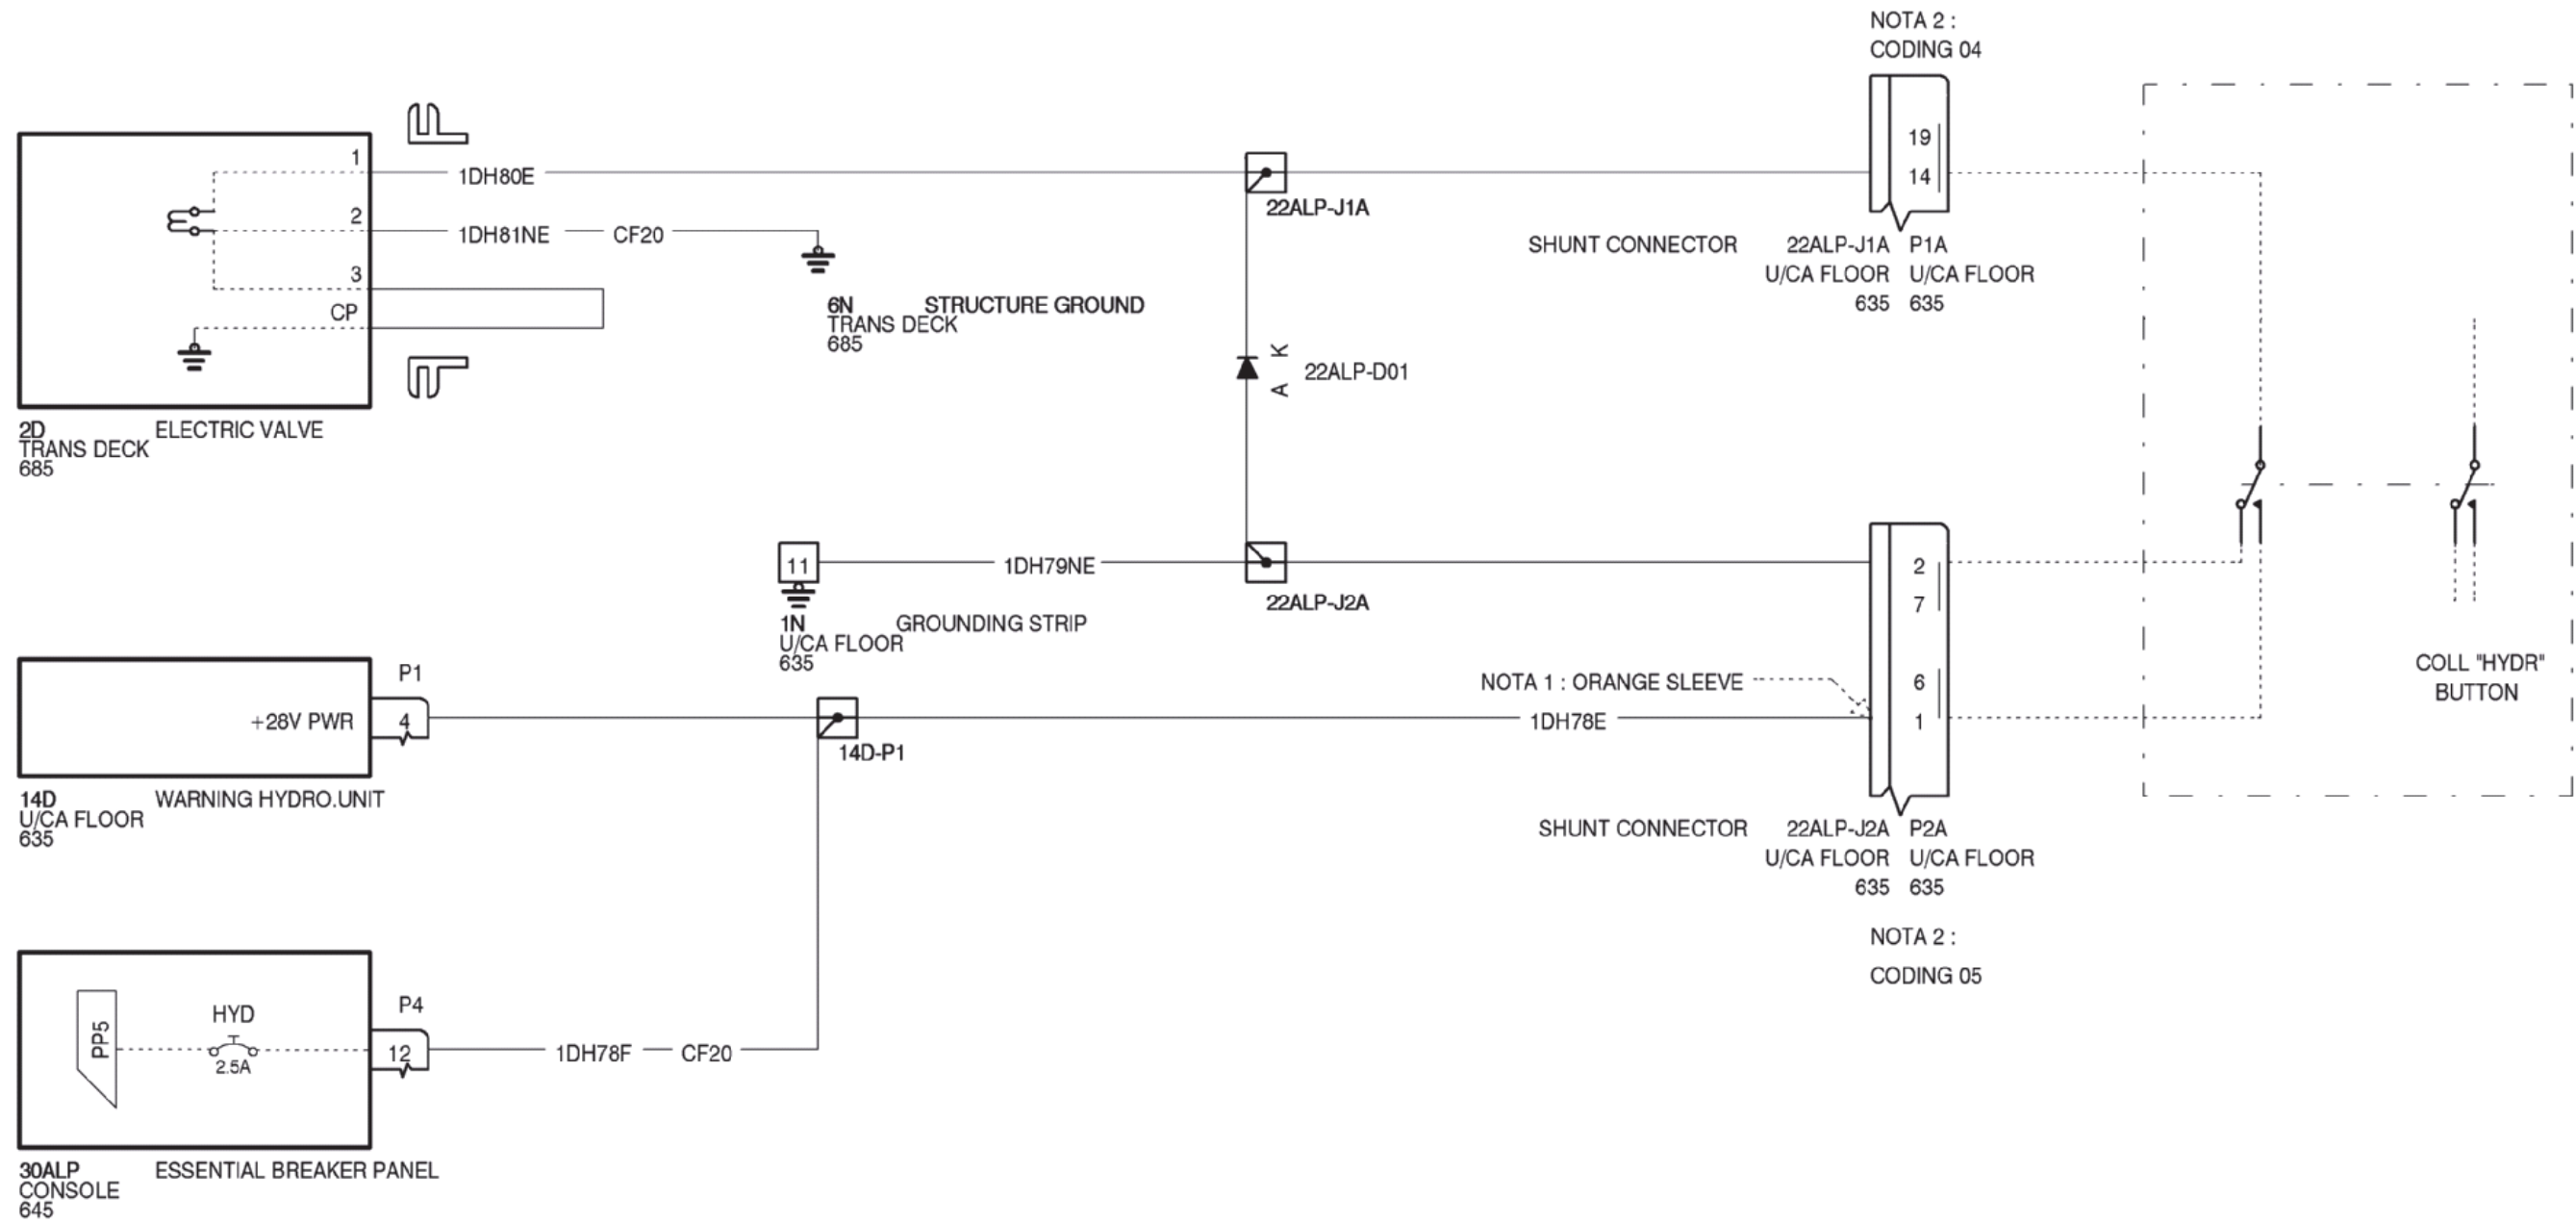 NOTA 2 :
CODING 04
1
1DH80E
2
1DH81NE
CF20
3
CP
2D
ELECTRIC VALVE
TRANS DECK
685
6N
STRUCTURE GROUND
TRANS DECK
685
22ALP-J1A
19
14
SHUNT CONNECTOR
22ALP-J1A P1A
U/CA FLOOR U/CA FLOOR
635 635
K
A
22ALP-D01
11
1DH79NE
1N
GROUNDING STRIP
U/CA FLOOR
635
22ALP-J2A
2
7
6
1
NOTA 1 : ORANGE SLEEVE
1DH78E
COLL "HYDR"
BUTTON
+28V PWR
P1
4
14D-P1
14D
WARNING HYDRO.UNIT
U/CA FLOOR
635
SHUNT CONNECTOR
22ALP-J2A P2A
U/CA FLOOR U/CA FLOOR
635 635
NOTA 2 :
CODING 05
PP5
HYD
2.5A
P4
12
1DH78F
CF20
30ALP
ESSENTIAL BREAKER PANEL
CONSOLE
645